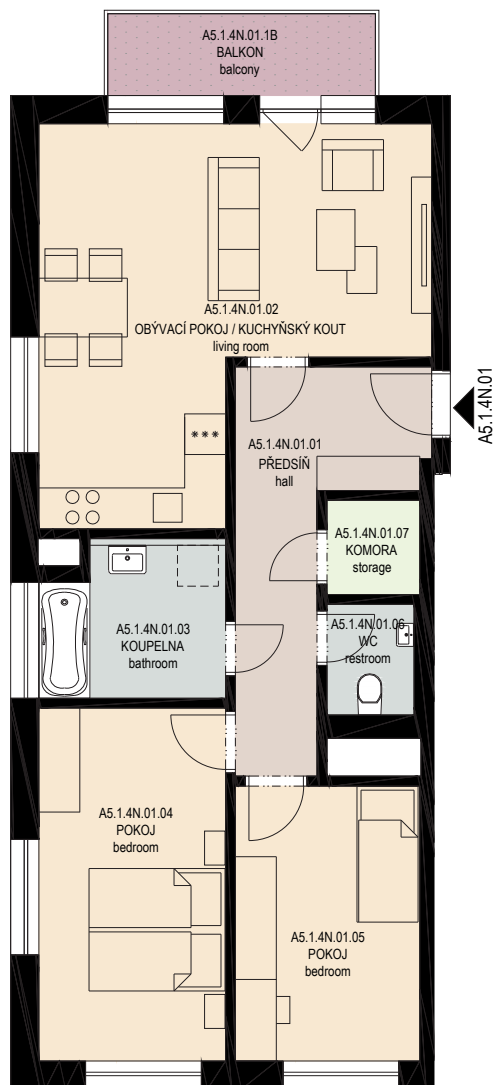 A5.1.4N.01.1B
BALKON
balcony
A5.1.4N.01.02
OBÝVACÍ POKOJ / KUCHYŇSKÝ KOUT
living room
A5.1.4N.01
A5.1.4N.01.01
PŘEDSÍŇ
hall
***
A5.1.4N.01.07
KOMORA
storage
A5.1.4N.01.03
KOUPELNA
bathroom
A5.1.4N.01.06
WC
restroom
A5.1.4N.01.04
POKOJ
bedroom
A5.1.4N.01.05
POKOJ
bedroom